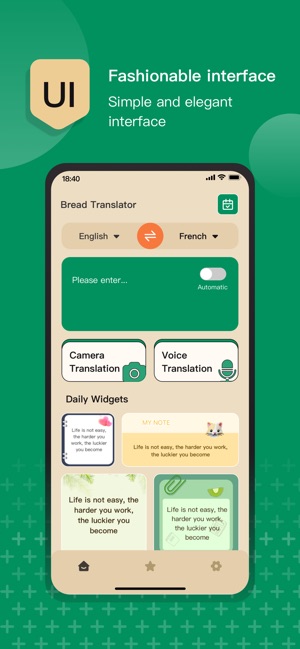 UI
Fashionable interface
Simple and elegant
interface
18:40
Bread Translator
English
French
Please enter...
Automatic
Camera
Translation
Voice
Translation
Daily Widgets
Life is not easy,
the harder you
work, the
luckier you
become
MY NOTE
Life is not easy, the harder you work,
the luckier you become
Life is not easy, the
harder you work,
the luckier you
become
Life is not easy, the
harder you work,
the luckier you
become